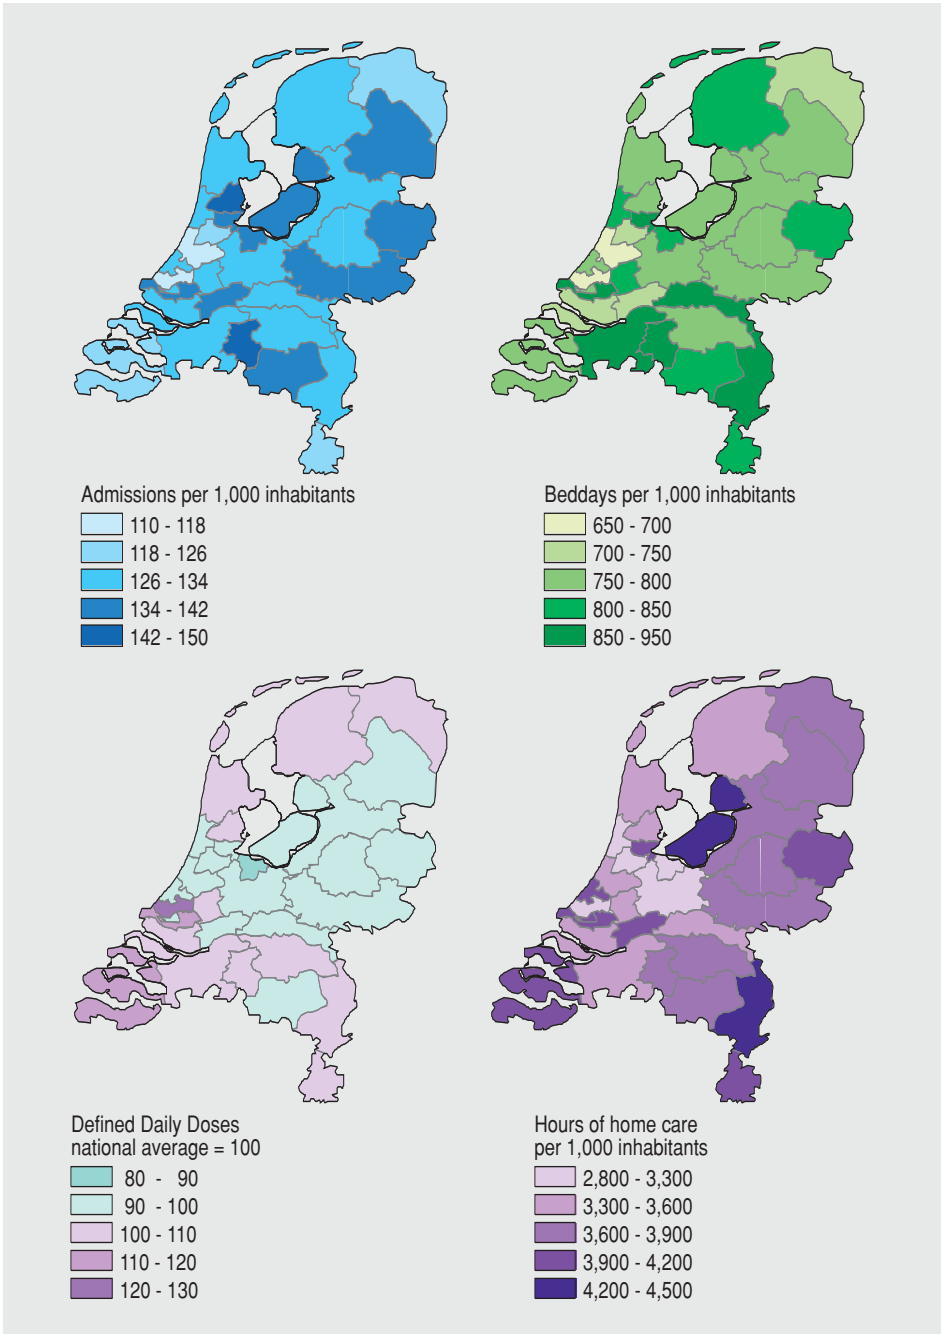 Admissions per 1,000 inhabitants
110 - 118
118 - 126
126 - 134
134 - 142
142 - 150
Beddays per 1,000 inhabitants
650 - 700
700 - 750
750 - 800
800 - 850
850 - 950
Defined Daily Doses
national average = 100
80 - 90
90 - 100
100 - 110
110 - 120
120 - 130
Hours of home care
per 1,000 inhabitants
2,800 - 3,300
3,300 - 3,600
3,600 - 3,900
3,900 - 4,200
4,200 - 4,500